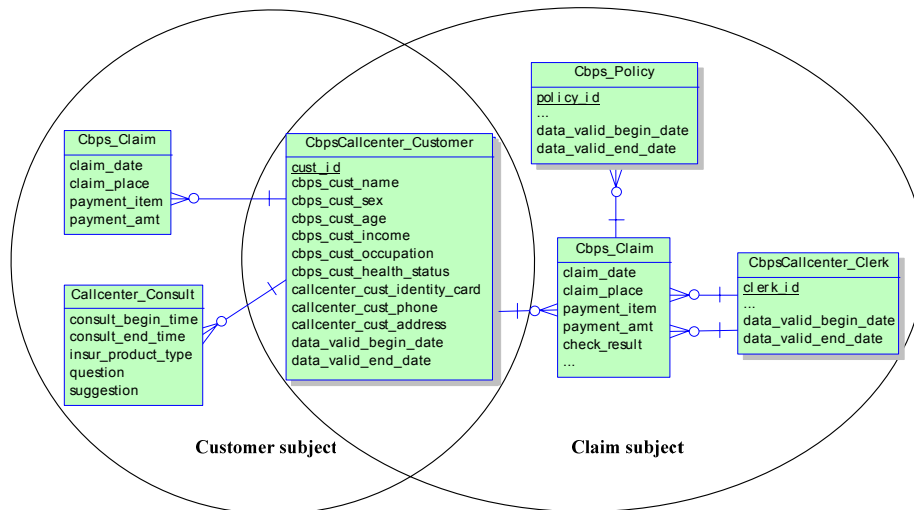 Cbps_Claim
claim_date
claim_place
payment_item
payment_amt
Callcenter_Consult
consult_begin_time
consult_end_time
insur_product_type
question
suggestion
CbpsCallcenter_Customer
cust_id
cbps_cust_name
cbps_cust_sex
cbps_cust_age
cbps_cust_income
cbps_cust_occupation
cbps_cust_health_status
callcenter_cust_identity_card
callcenter_cust_phone
callcenter_cust_address
data_valid_begin_date
data_valid_end_date
Cbps_Policy
policy_id
...
data_valid_begin_date
data_valid_end_date
Cbps_Claim
claim_date
claim_place
payment_item
payment_amt
check_result
...
CbpsCallcenter_Clerk
clerk_id
...
data_valid_begin_date
data_valid_end_date
Customer subject
Claim subject